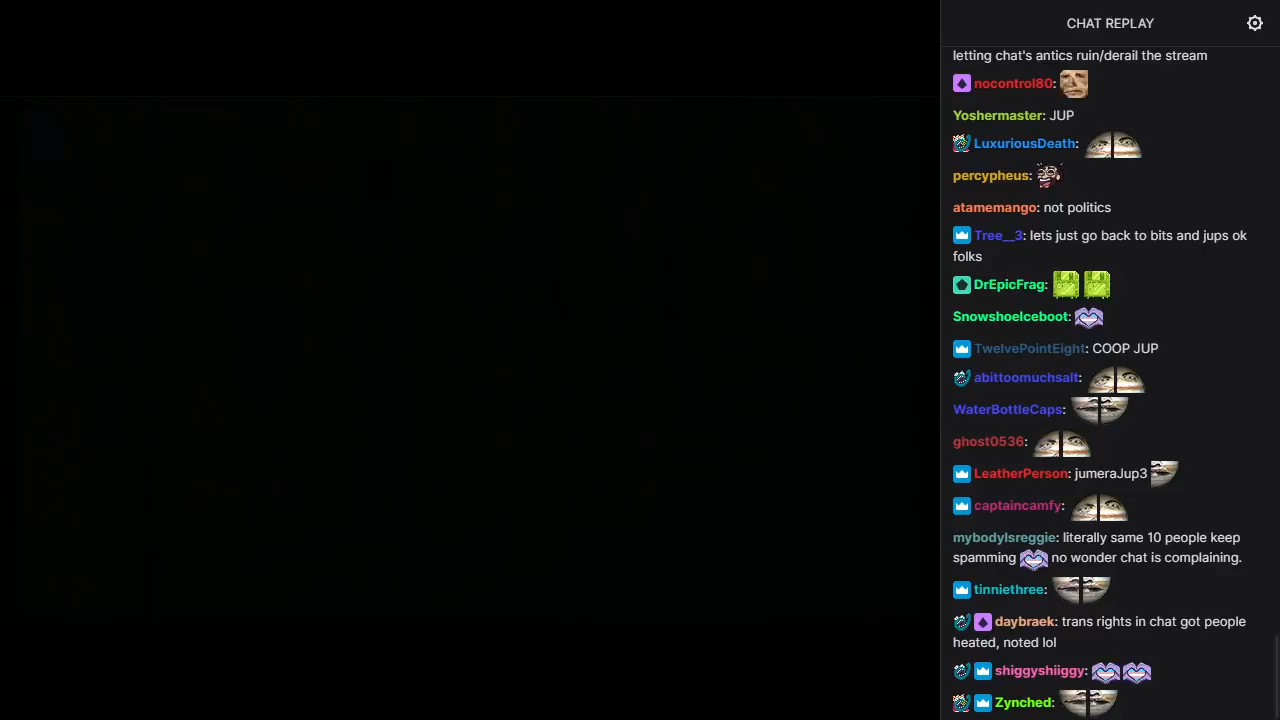 CHAT REPLAY
letting chat's antics ruin/derail the stream
nocontrol80:
Yoshermaster: JUP
LuxuriousDeath:
percypheus:
atamemango: not politics
Tree__3: lets just go back to bits and jups ok
folks
DrEpicFrag:
SnowshoeIceboot:
TwelvePointEight: COOP JUP
abittoomuchsalt:
WaterBottleCaps:
ghost0536:
LeatherPerson: jumeraJup3
captaincamfy:
mybodyIsreggie: literally same 10 people keep
spamming no wonder chat is complaining.
tinniethree:
daybraek: trans rights in chat got people
heated, noted lol
shiggyshiiggy:
Zynched: